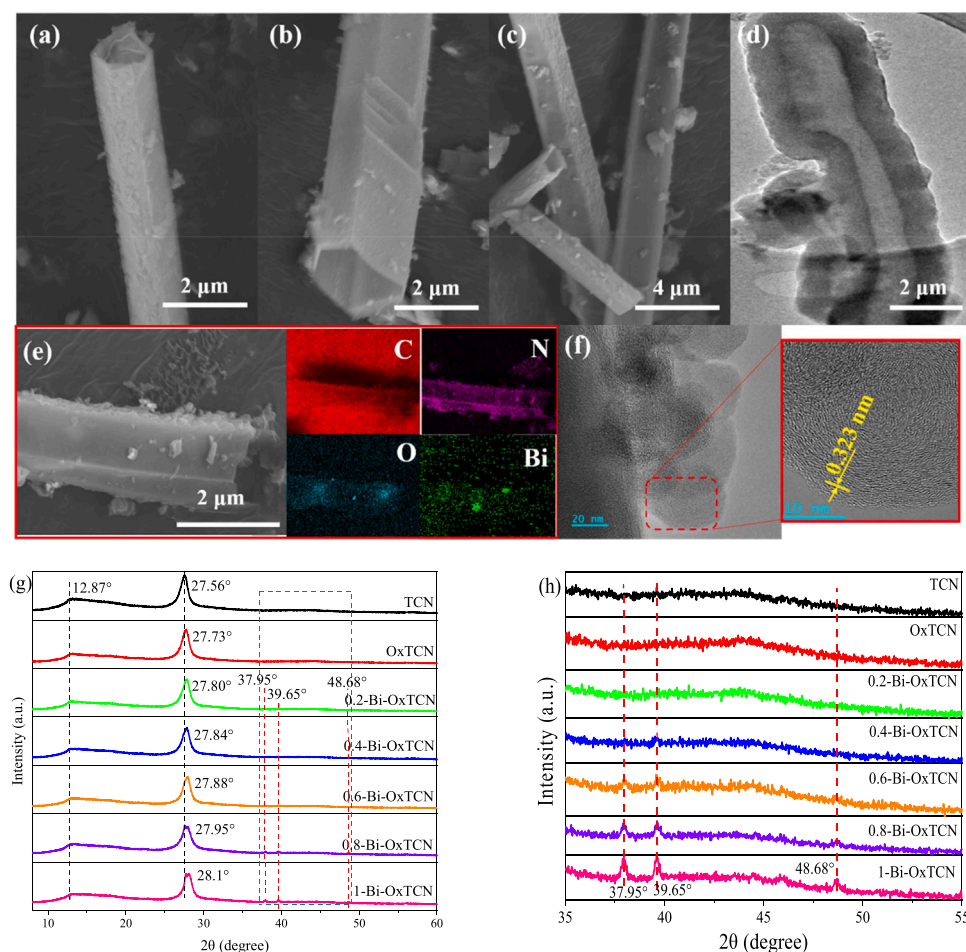 (a)
(b)
(c)
(d)
2 μm
2 μm
4 μm
2 μm
(e)
C
N
O
Bi
2 μm
(f)
20 nm
0.323 nm
10 nm
(g)
12.87°
27.56°
TCN
27.73°
OxTCN
27.80°
37.95°
39.65°
48.68°
0.2-Bi-OxTCN
27.84°
0.4-Bi-OxTCN
27.88°
0.6-Bi-OxTCN
27.95°
0.8-Bi-OxTCN
28.1°
1-Bi-OxTCN
Intensity (a.u.)
10 20 30 40 50 60
2θ (degree)
(h)
TCN
OxTCN
0.2-Bi-OxTCN
0.4-Bi-OxTCN
0.6-Bi-OxTCN
0.8-Bi-OxTCN
48.68°
1-Bi-OxTCN
37.95°
39.65°
Intensity (a.u.)
35 40 45 50 55
2θ (degree)